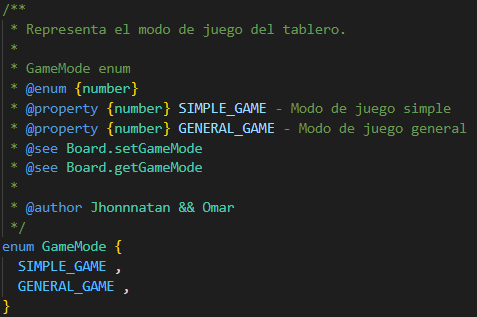 /**
 * Representa el modo de juego del tablero.
 *
 * GameMode enum
 * @enum {number}
 * @property {number} SIMPLE_GAME - Modo de juego simple
 * @property {number} GENERAL_GAME - Modo de juego general
 * @see Board.setGameMode
 * @see Board.getGameMode
 *
 * @author Jhonnnatan && Omar
 */
enum GameMode {
  SIMPLE_GAME ,
  GENERAL_GAME ,
}